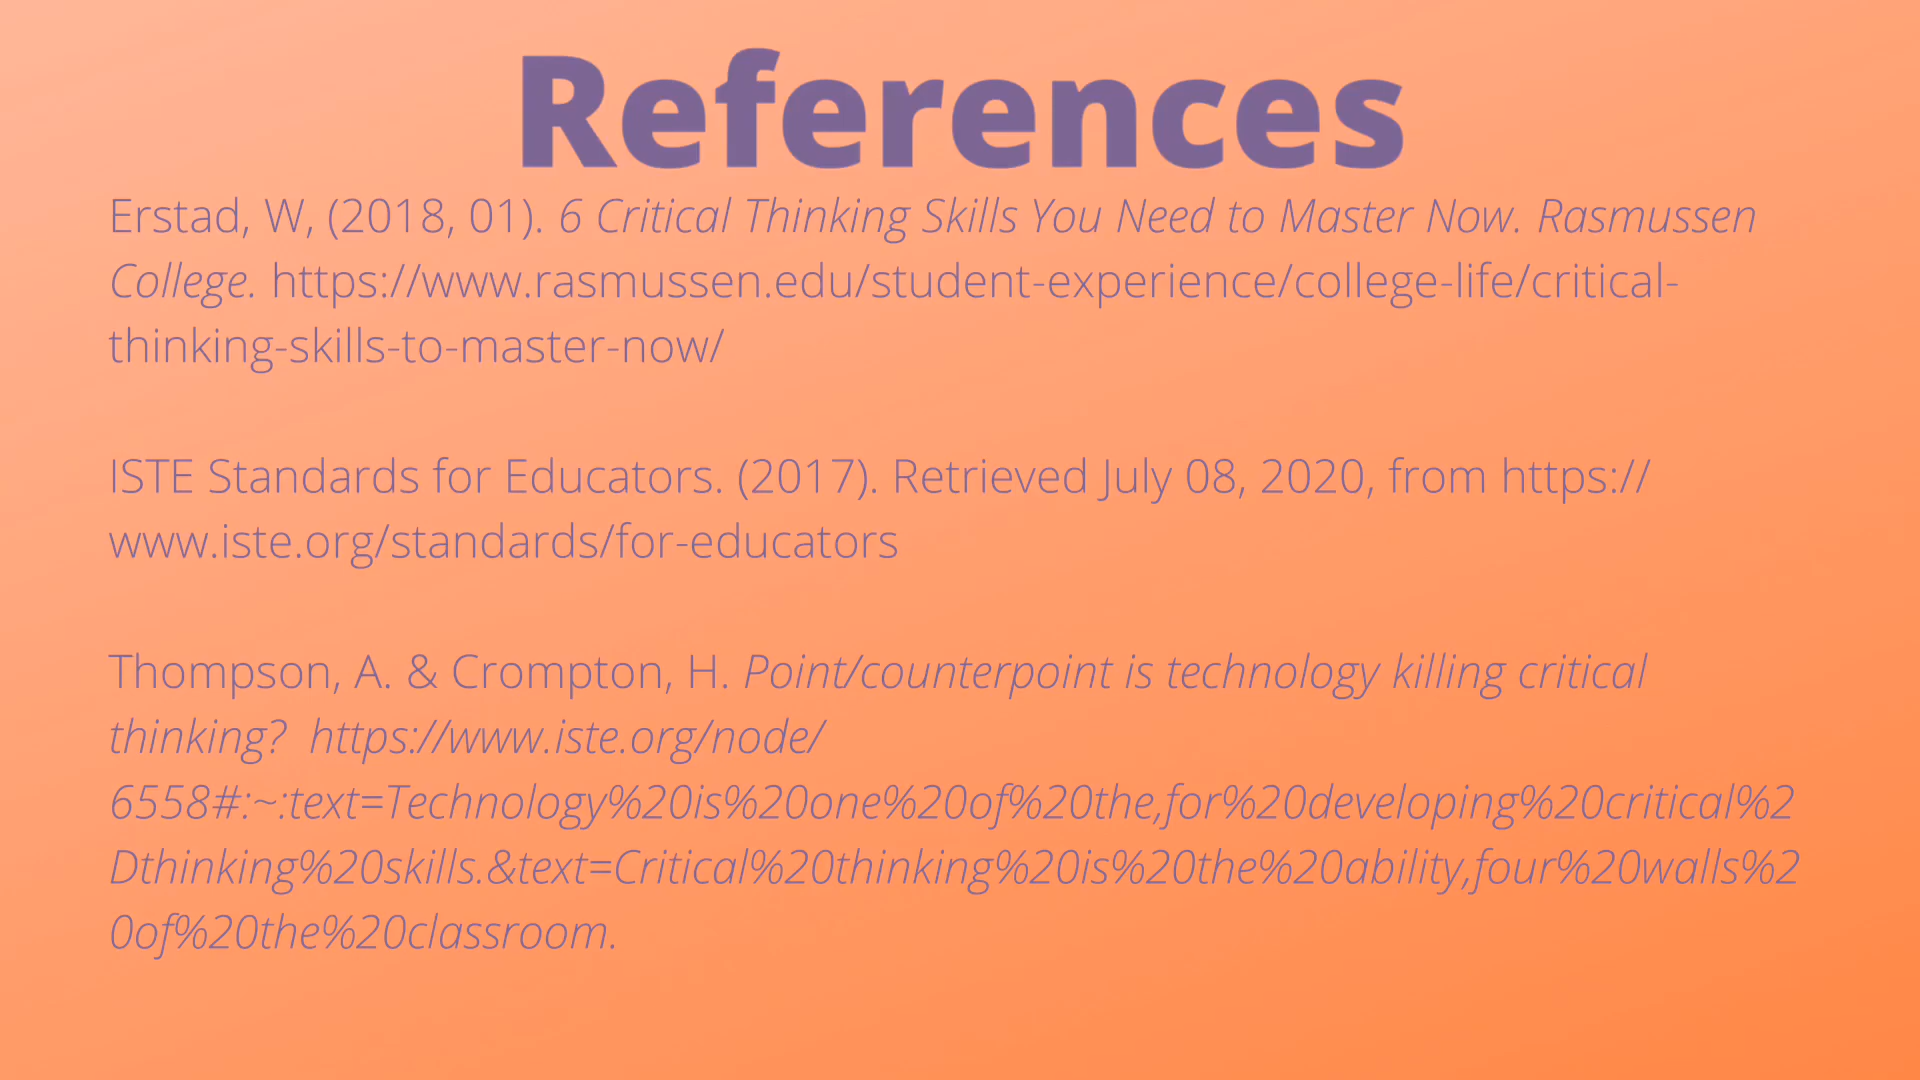 References
Erstad, W, (2018, 01). 6 Critical Thinking Skills You Need to Master Now. Rasmussen
College. https://www.rasmussen.edu/student-experience/college-life/critical-
thinking-skills-to-master-now/
ISTE Standards for Educators. (2017). Retrieved July 08, 2020, from https://
www.iste.org/standards/for-educators
Thompson, A. & Crompton, H. Point/counterpoint is technology killing critical
thinking?  https://www.iste.org/node/
6558#:~:text=Technology%20is%20one%20of%20the,for%20developing%20critical%2
Dthinking%20skills.&text=Critical%20thinking%20is%20the%20ability,four%20walls%2
0of%20the%20classroom.